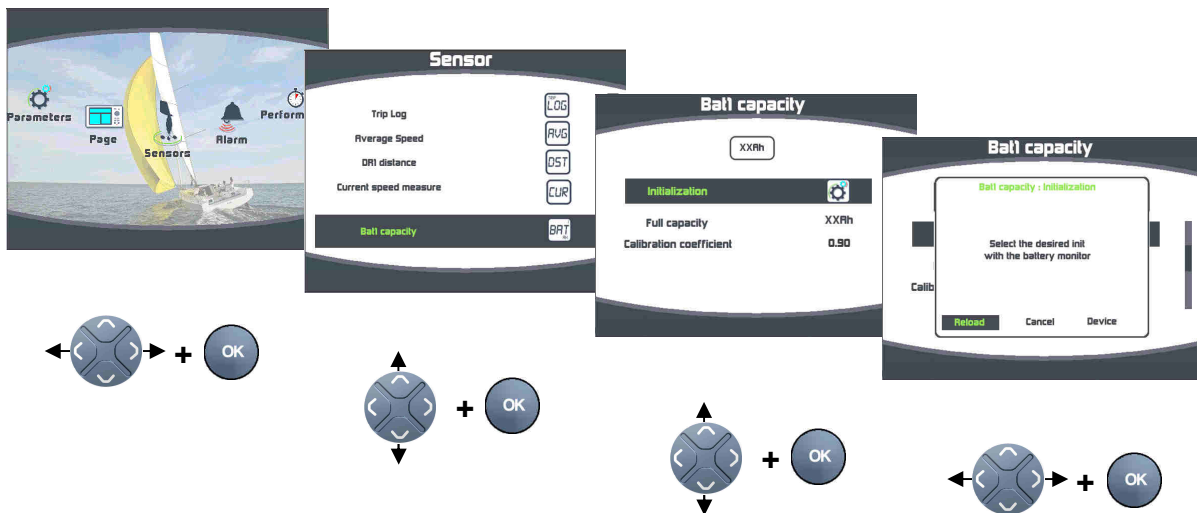 Parameters
Page
Sensors
Alarm
Perform
OK
Sensor
Trip Log
TRIP LOG
Average Speed
AVG
DR1 distance
DST
Current speed measure
CUR
Bat1 capacity
BAT
OK
Bat1 capacity
XXAh
Initialization
Full capacity XXAh
Calibration coefficient 0.90
OK
Bat1 capacity
Bat1 capacity : Initialization
Select the desired init
with the battery monitor
Calib
Reload Cancel Device
OK
+
+
+
+